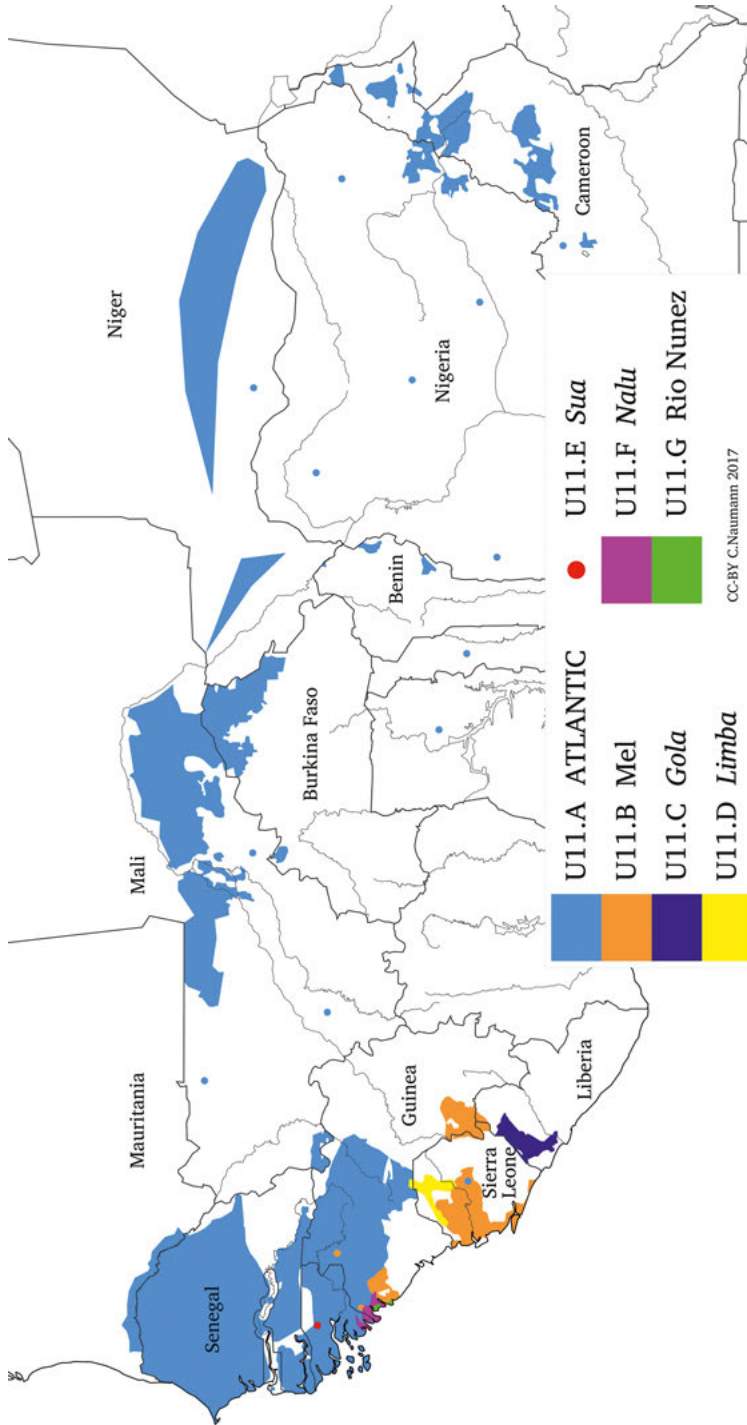 Mauritania
Mali
Niger
Senegal
Burkina Faso
Guinea
Benin
Nigeria
Sierra
Leone
Liberia
Cameroon
U11.A ATLANTIC
U11.B Mel
U11.C Gola
U11.D Limba
U11.E Sua
U11.F Nalu
U11.G Rio Nunez
CC-BY C.Naumann 2017